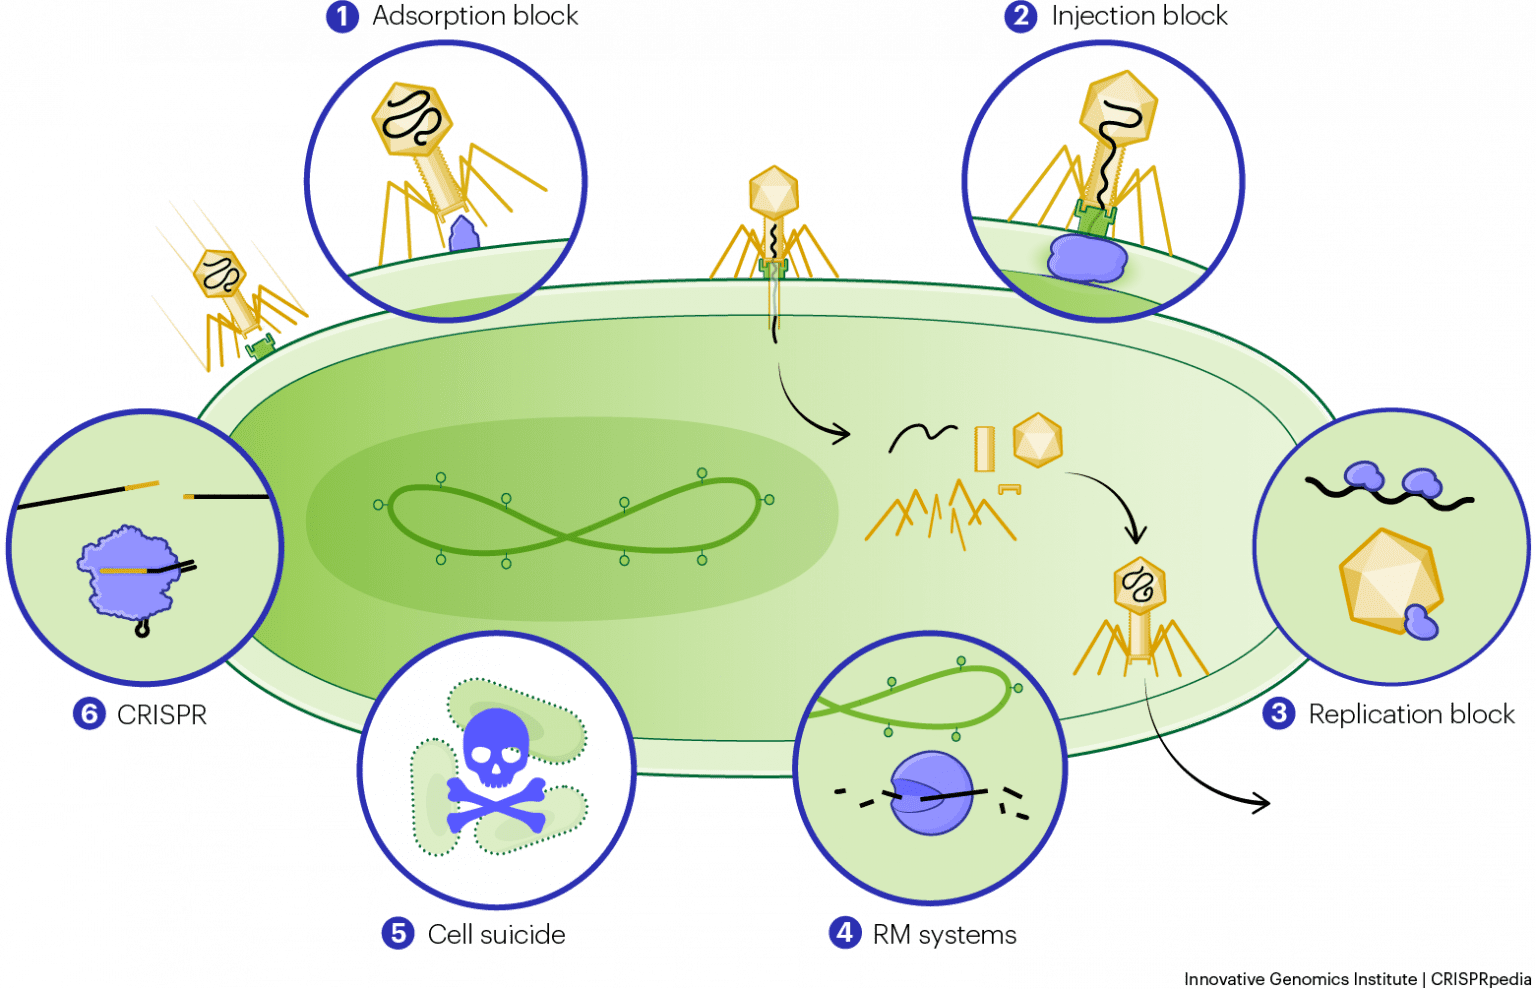 1 Adsorption block
2 Injection block
6 CRISPR
3 Replication block
5 Cell suicide
4 RM systems
Innovative Genomics Institute | CRISPRpedia